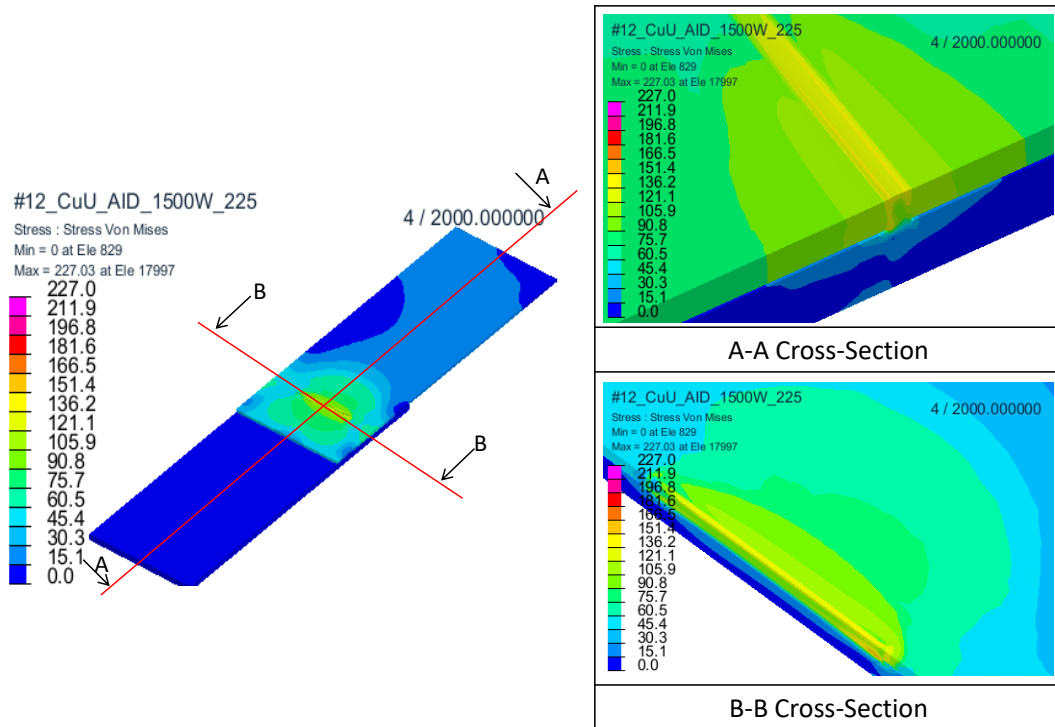 #12_CuU_AID_1500W_225
4 / 2000.000000
Stress : Stress Von Mises
Min = 0 at Ele 829
Max = 227.03 at Ele 17997
227.0
211.9
196.8
181.6
166.5
151.4
136.2
121.1
105.9
90.8
75.7
60.5
45.4
30.3
15.1
0.0
A
B
B
A
#12_CuU_AID_1500W_225
4 / 2000.000000
Stress : Stress Von Mises
Min = 0 at Ele 829
Max = 227.03 at Ele 17997
227.0
211.9
196.8
181.6
166.5
151.4
136.2
121.1
105.9
90.8
75.7
60.5
45.4
30.3
15.1
0.0
A-A Cross-Section
#12_CuU_AID_1500W_225
4 / 2000.000000
Stress : Stress Von Mises
Min = 0 at Ele 829
Max = 227.03 at Ele 17997
227.0
211.9
196.8
181.6
166.5
151.4
136.2
121.1
105.9
90.8
75.7
60.5
45.4
30.3
15.1
0.0
B-B Cross-Section